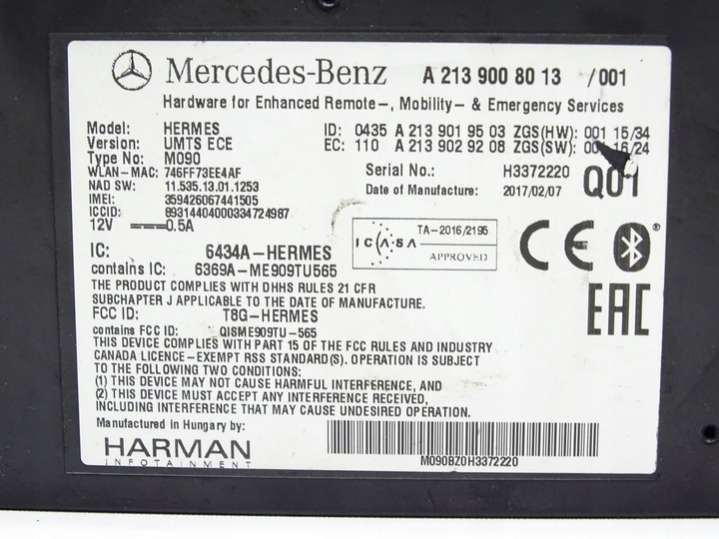 Mercedes-Benz A 213 900 80 13 /001
Hardware for Enhanced Remote-, Mobility- & Emergency Services
Model: HERMES ID: 0435 A 213 901 95 03 ZGS(HW): 001 15/34
Version: UMTS ECE EC: 110 A 213 902 92 08 ZGS(SW): 16/24
Type No: M090
WLAN-MAC: 746FF73EE4AF Serial No.: H3372220 Q01
NAD SW: 11.535.13.01.1253 Date of Manufacture: 2017/02/07
IMEI: 359426067441505
ICCID: 89314404000334724987
12V 0.5A
ICASA TA-2016/2195
APPROVED
CE
IC: 6434A-HERMES
contains IC: 6369A-ME909TU565
THE PRODUCT COMPLIES WITH DHHS RULES 21 CFR
SUBCHAPTER J APPLICABLE TO THE DATE OF MANUFACTURE.
FCC ID: T8G-HERMES
EAC
contains FCC ID: QISME909TU-565
THIS DEVICE COMPLIES WITH PART 15 OF THE FCC RULES AND INDUSTRY
CANADA LICENCE-EXEMPT RSS STANDARD(S). OPERATION IS SUBJECT
TO THE FOLLOWING TWO CONDITIONS:
(1) THIS DEVICE MAY NOT CAUSE HARMFUL INTERFERENCE, AND
(2) THIS DEVICE MUST ACCEPT ANY INTERFERENCE RECEIVED,
INCLUDING INTERFERENCE THAT MAY CAUSE UNDESIRED OPERATION.
Manufactured in Hungary by:
HARMAN
INFOTAINMENT
M090BZ0H3372220